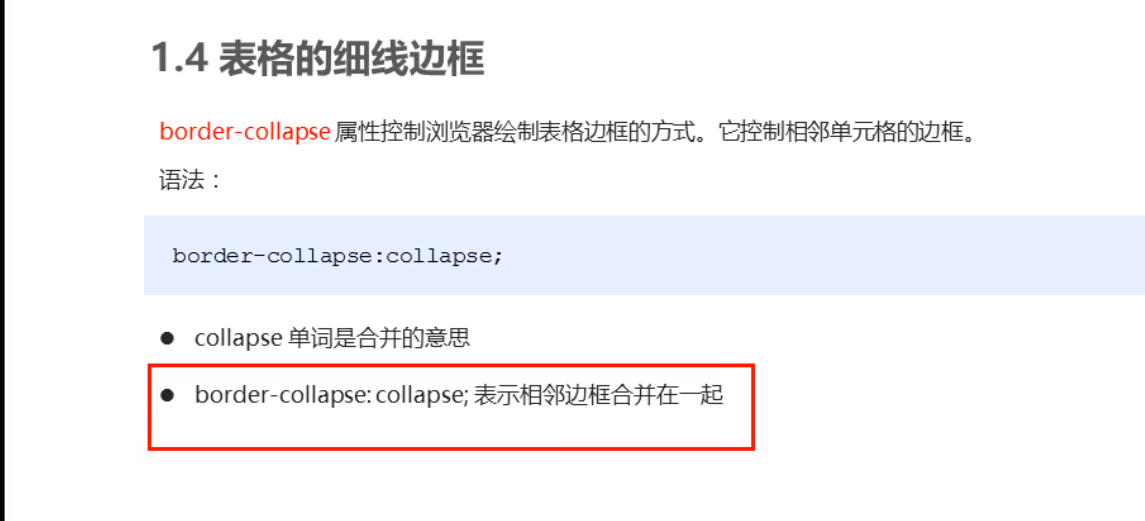 1.4 表格的细线边框
border-collapse 属性控制浏览器绘制表格边框的方式。它控制相邻单元格的边框。
语法：
border-collapse:collapse;
● collapse 单词是合并的意思
● border-collapse: collapse; 表示相邻边框合并在一起